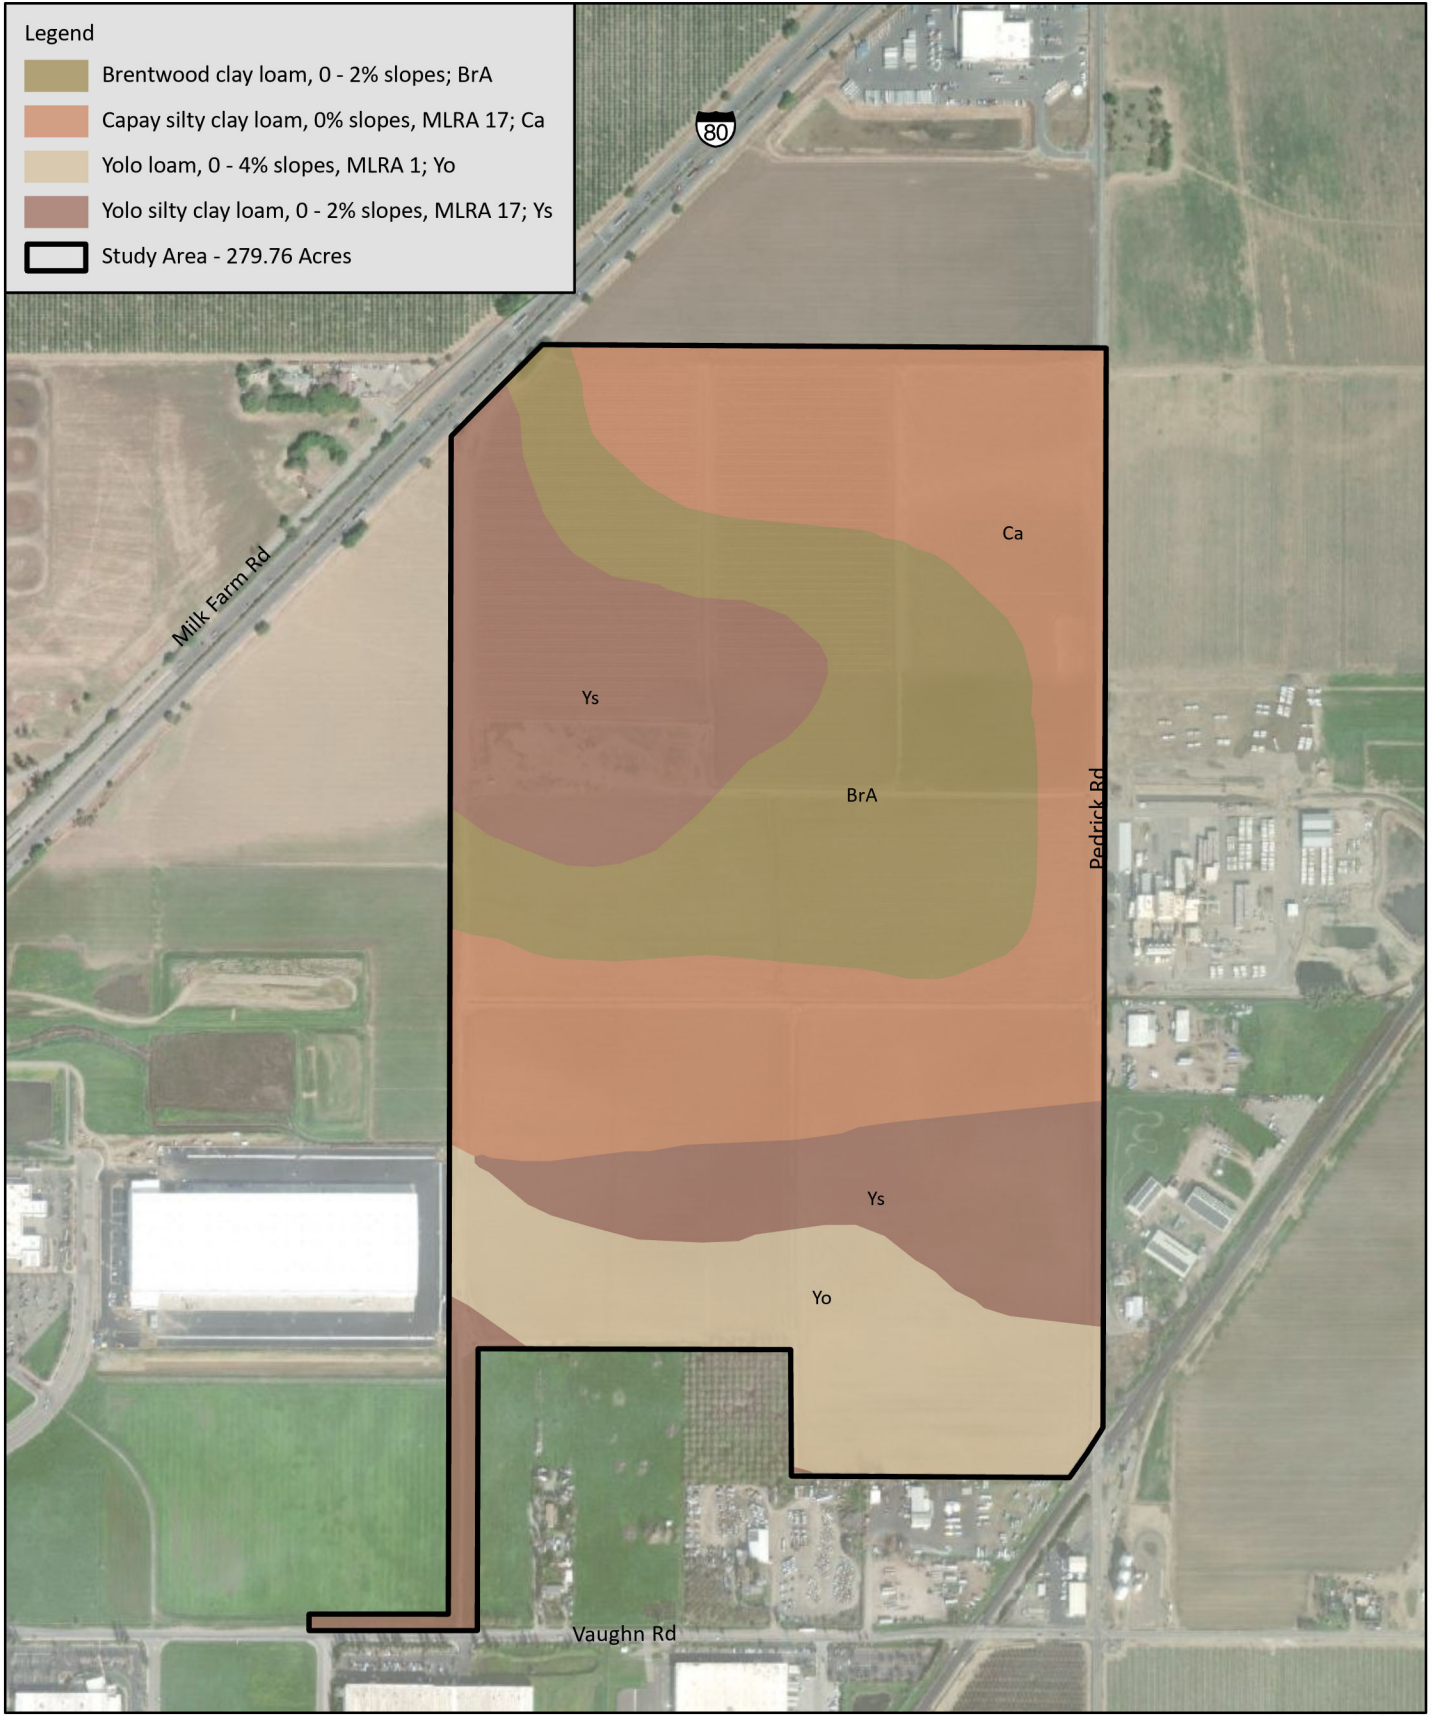 Legend
Brentwood clay loam, 0 - 2% slopes; BrA
Capay silty clay loam, 0% slopes, MLRA 17; Ca
Yolo loam, 0 - 4% slopes, MLRA 1; Yo
Yolo silty clay loam, 0 - 2% slopes, MLRA 17; Ys
Study Area - 279.76 Acres
80
Ca
Milk Farm Rd
Ys
BrA
Pedrick Rd
Ys
Yo
Vaughn Rd